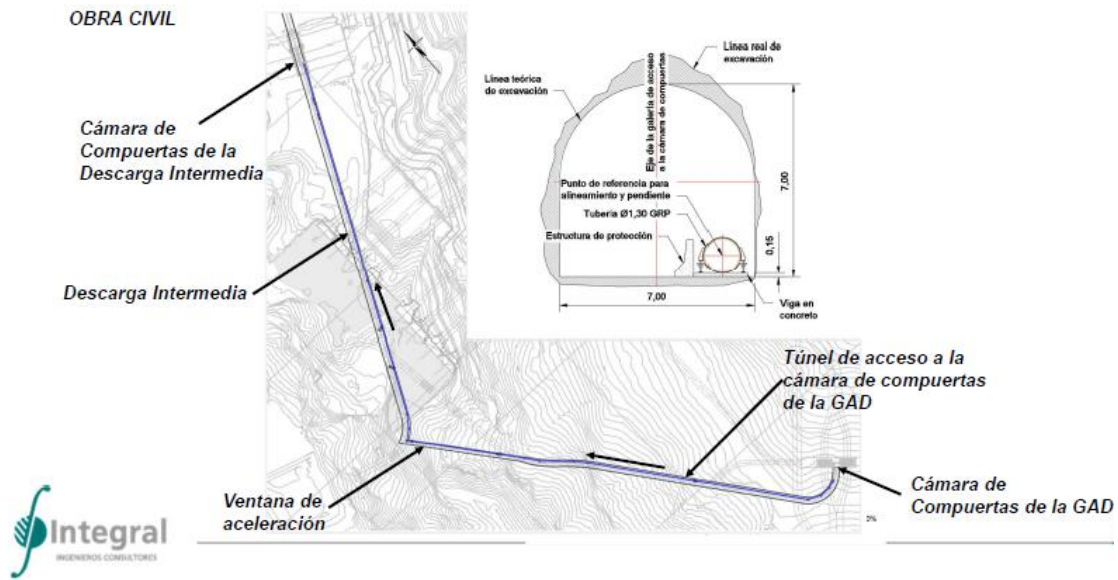 OBRA CIVIL
Línea real de
excavación
Línea teórica
de excavación
Eje de la galería de acceso
a la cámara de compuertas
Cámara de
Compuertas de la
Descarga Intermedia
Punto de referencia para
alineamiento y pendiente
7,00
Tubería Ø1,30 GRP
Estructura de protección
0,15
Descarga Intermedia
7,00
Viga en
concreto
Túnel de acceso a la
cámara de compuertas
de la GAD
Ventana de
aceleración
Cámara de
Compuertas de la GAD
Integral
INGENIEROS CONSULTORES